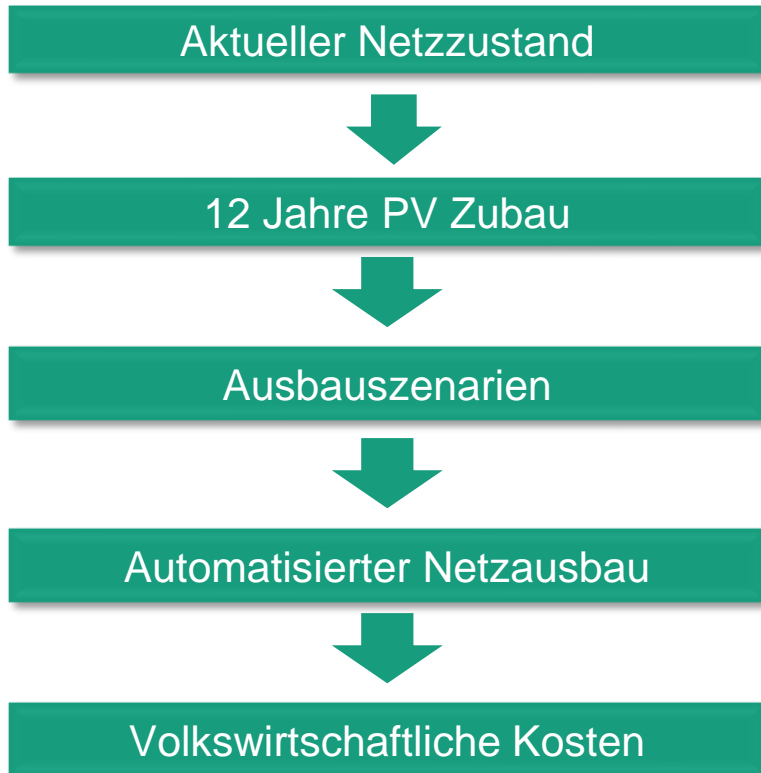 Aktueller Netzzustand
12 Jahre PV Zubau
Ausbauszenarien
Automatisierter Netzausbau
Volkswirtschaftliche Kosten